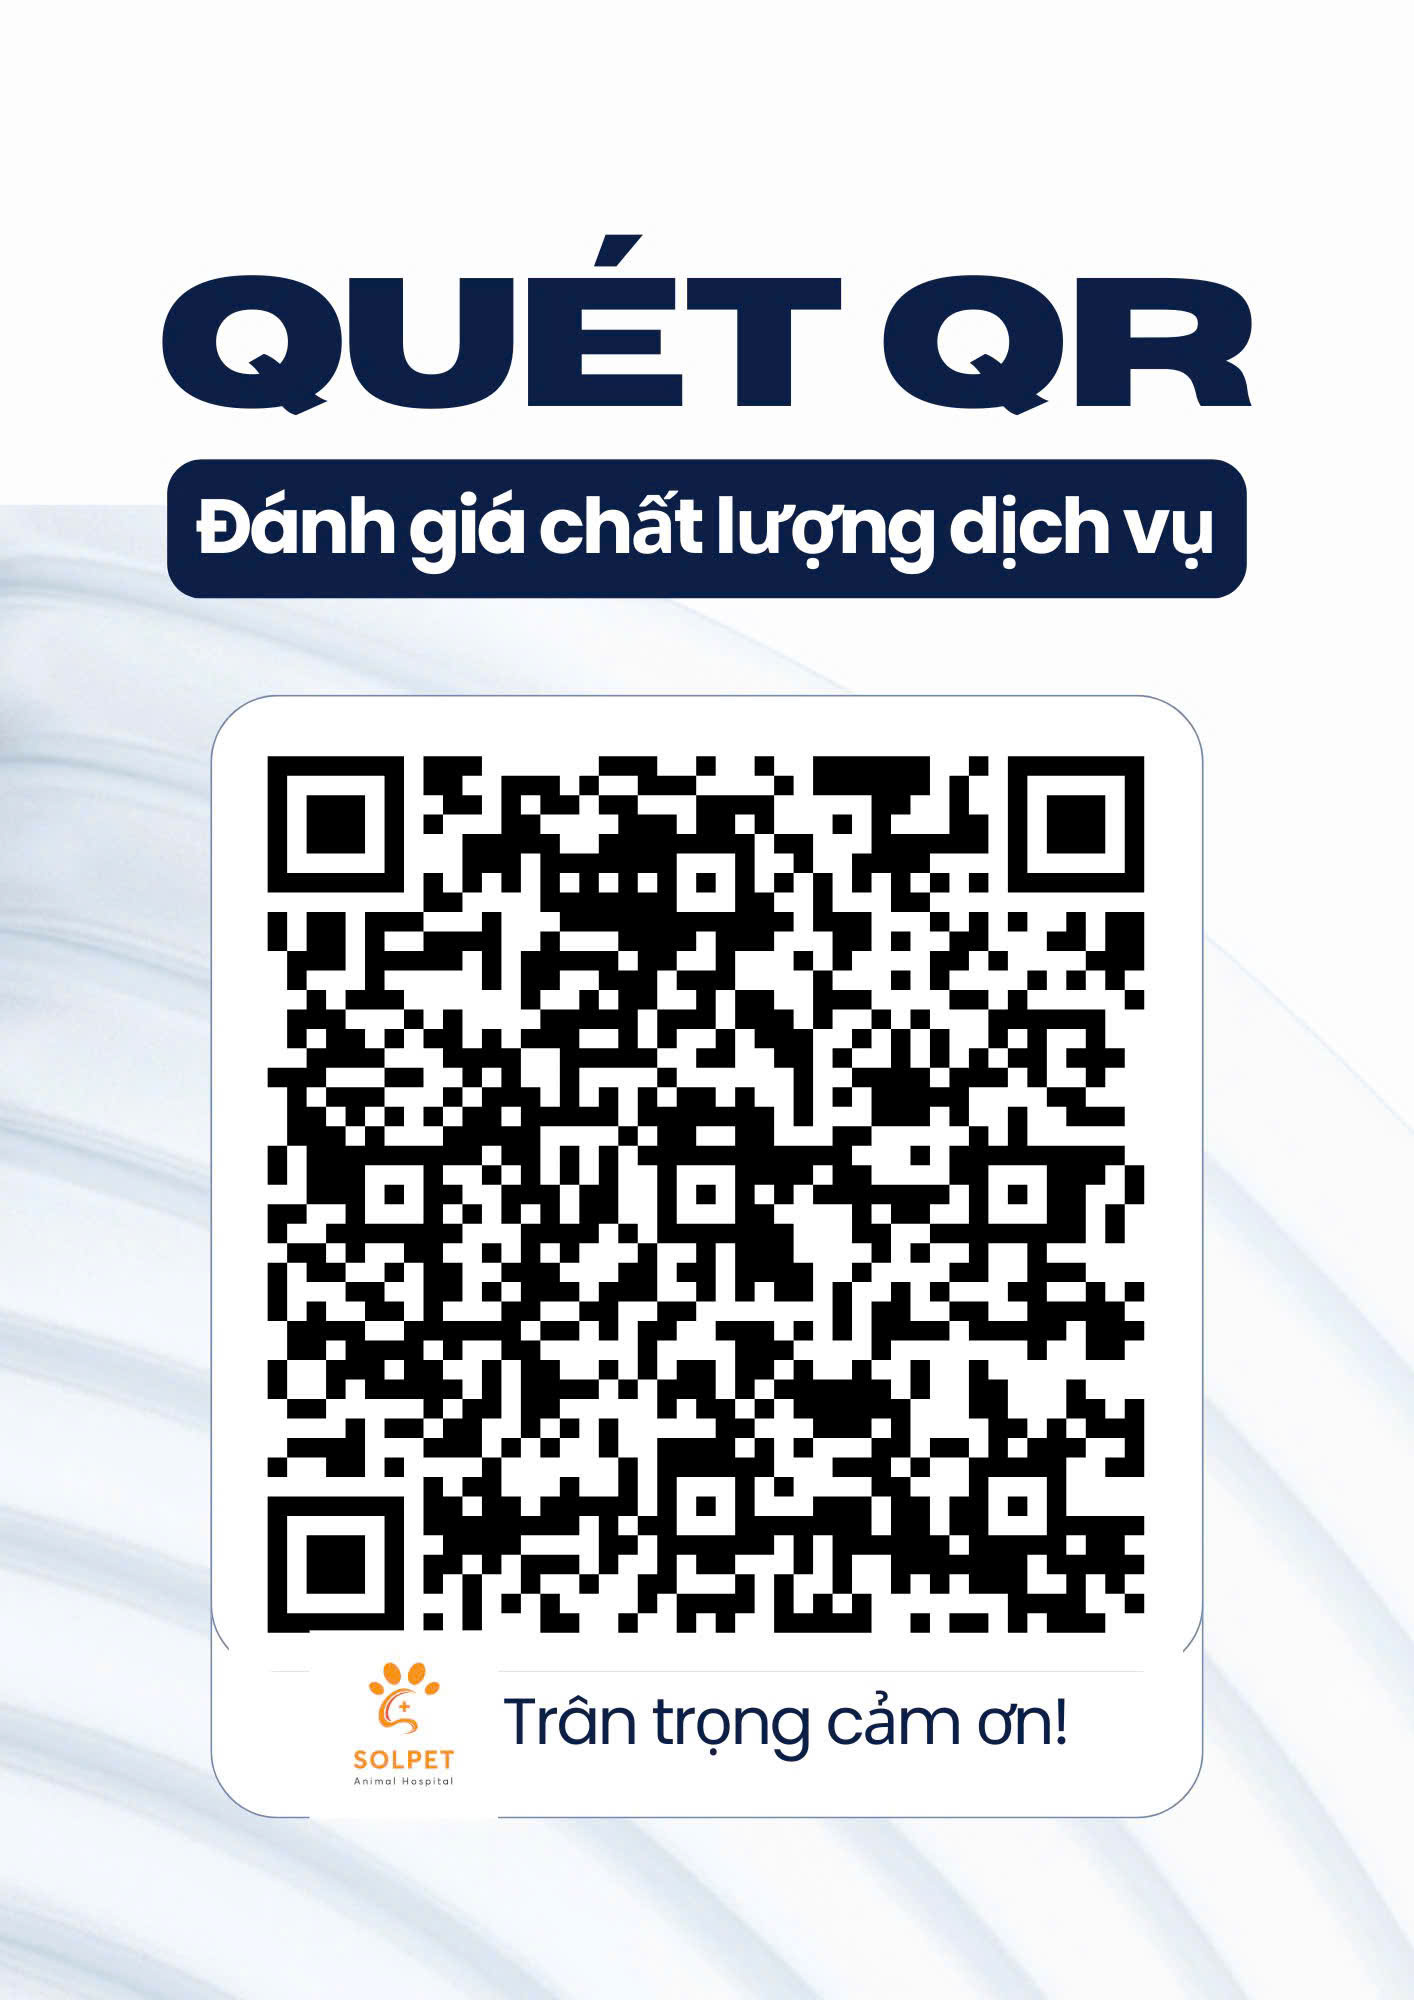 QUÉT QR
Đánh giá chất lượng dịch vụ
SOLPET
Animal Hospital
Trân trọng cảm ơn!